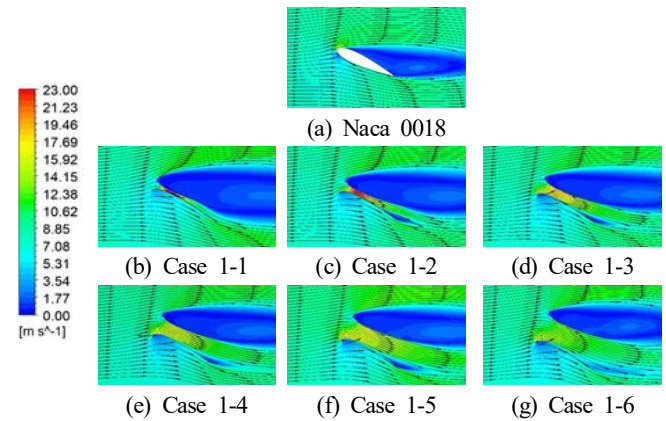 (a) Naca 0018
23.00
21.23
19.46
17.69
15.92
14.15
12.38
10.62
8.85
7.08
5.31
3.54
1.77
0.00
[m s^-1]
(b) Case 1-1
(c) Case 1-2
(d) Case 1-3
(e) Case 1-4
(f) Case 1-5
(g) Case 1-6